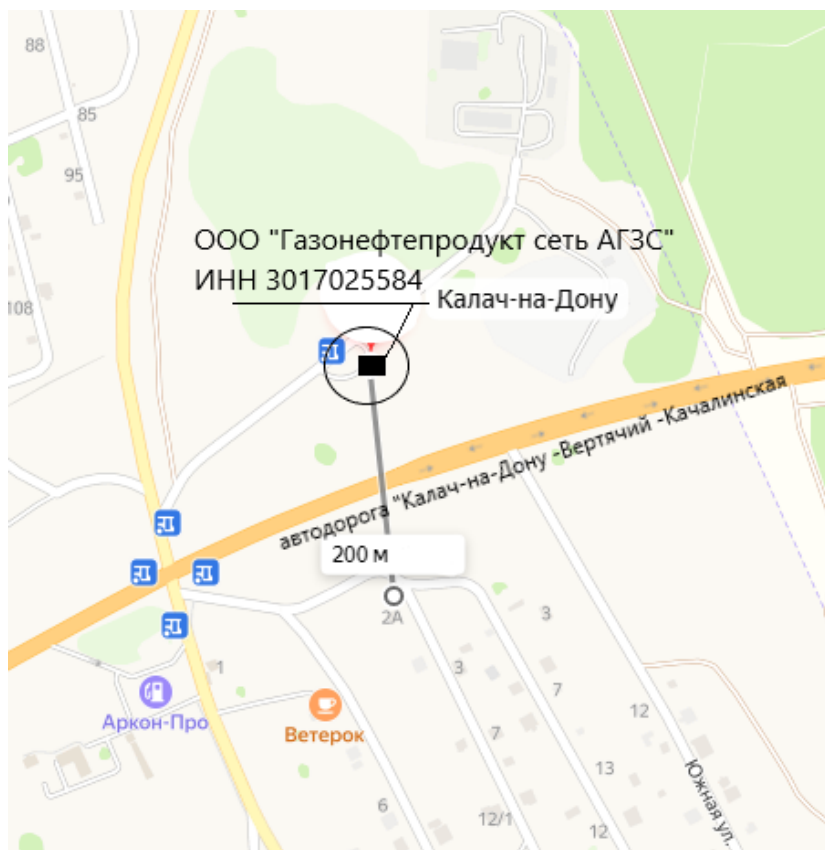 88
85
95
ООО "Газонефтепродукт сеть АГЗС"
ИНН 3017025584
Калач-на-Дону
108
автодорога "Калач-на-Дону -Вертячий -Качалинская
200 м
2А
3
3
1
7
Аркон-Про
Ветерок
7
12
13
Южная ул.
6
12/1
12